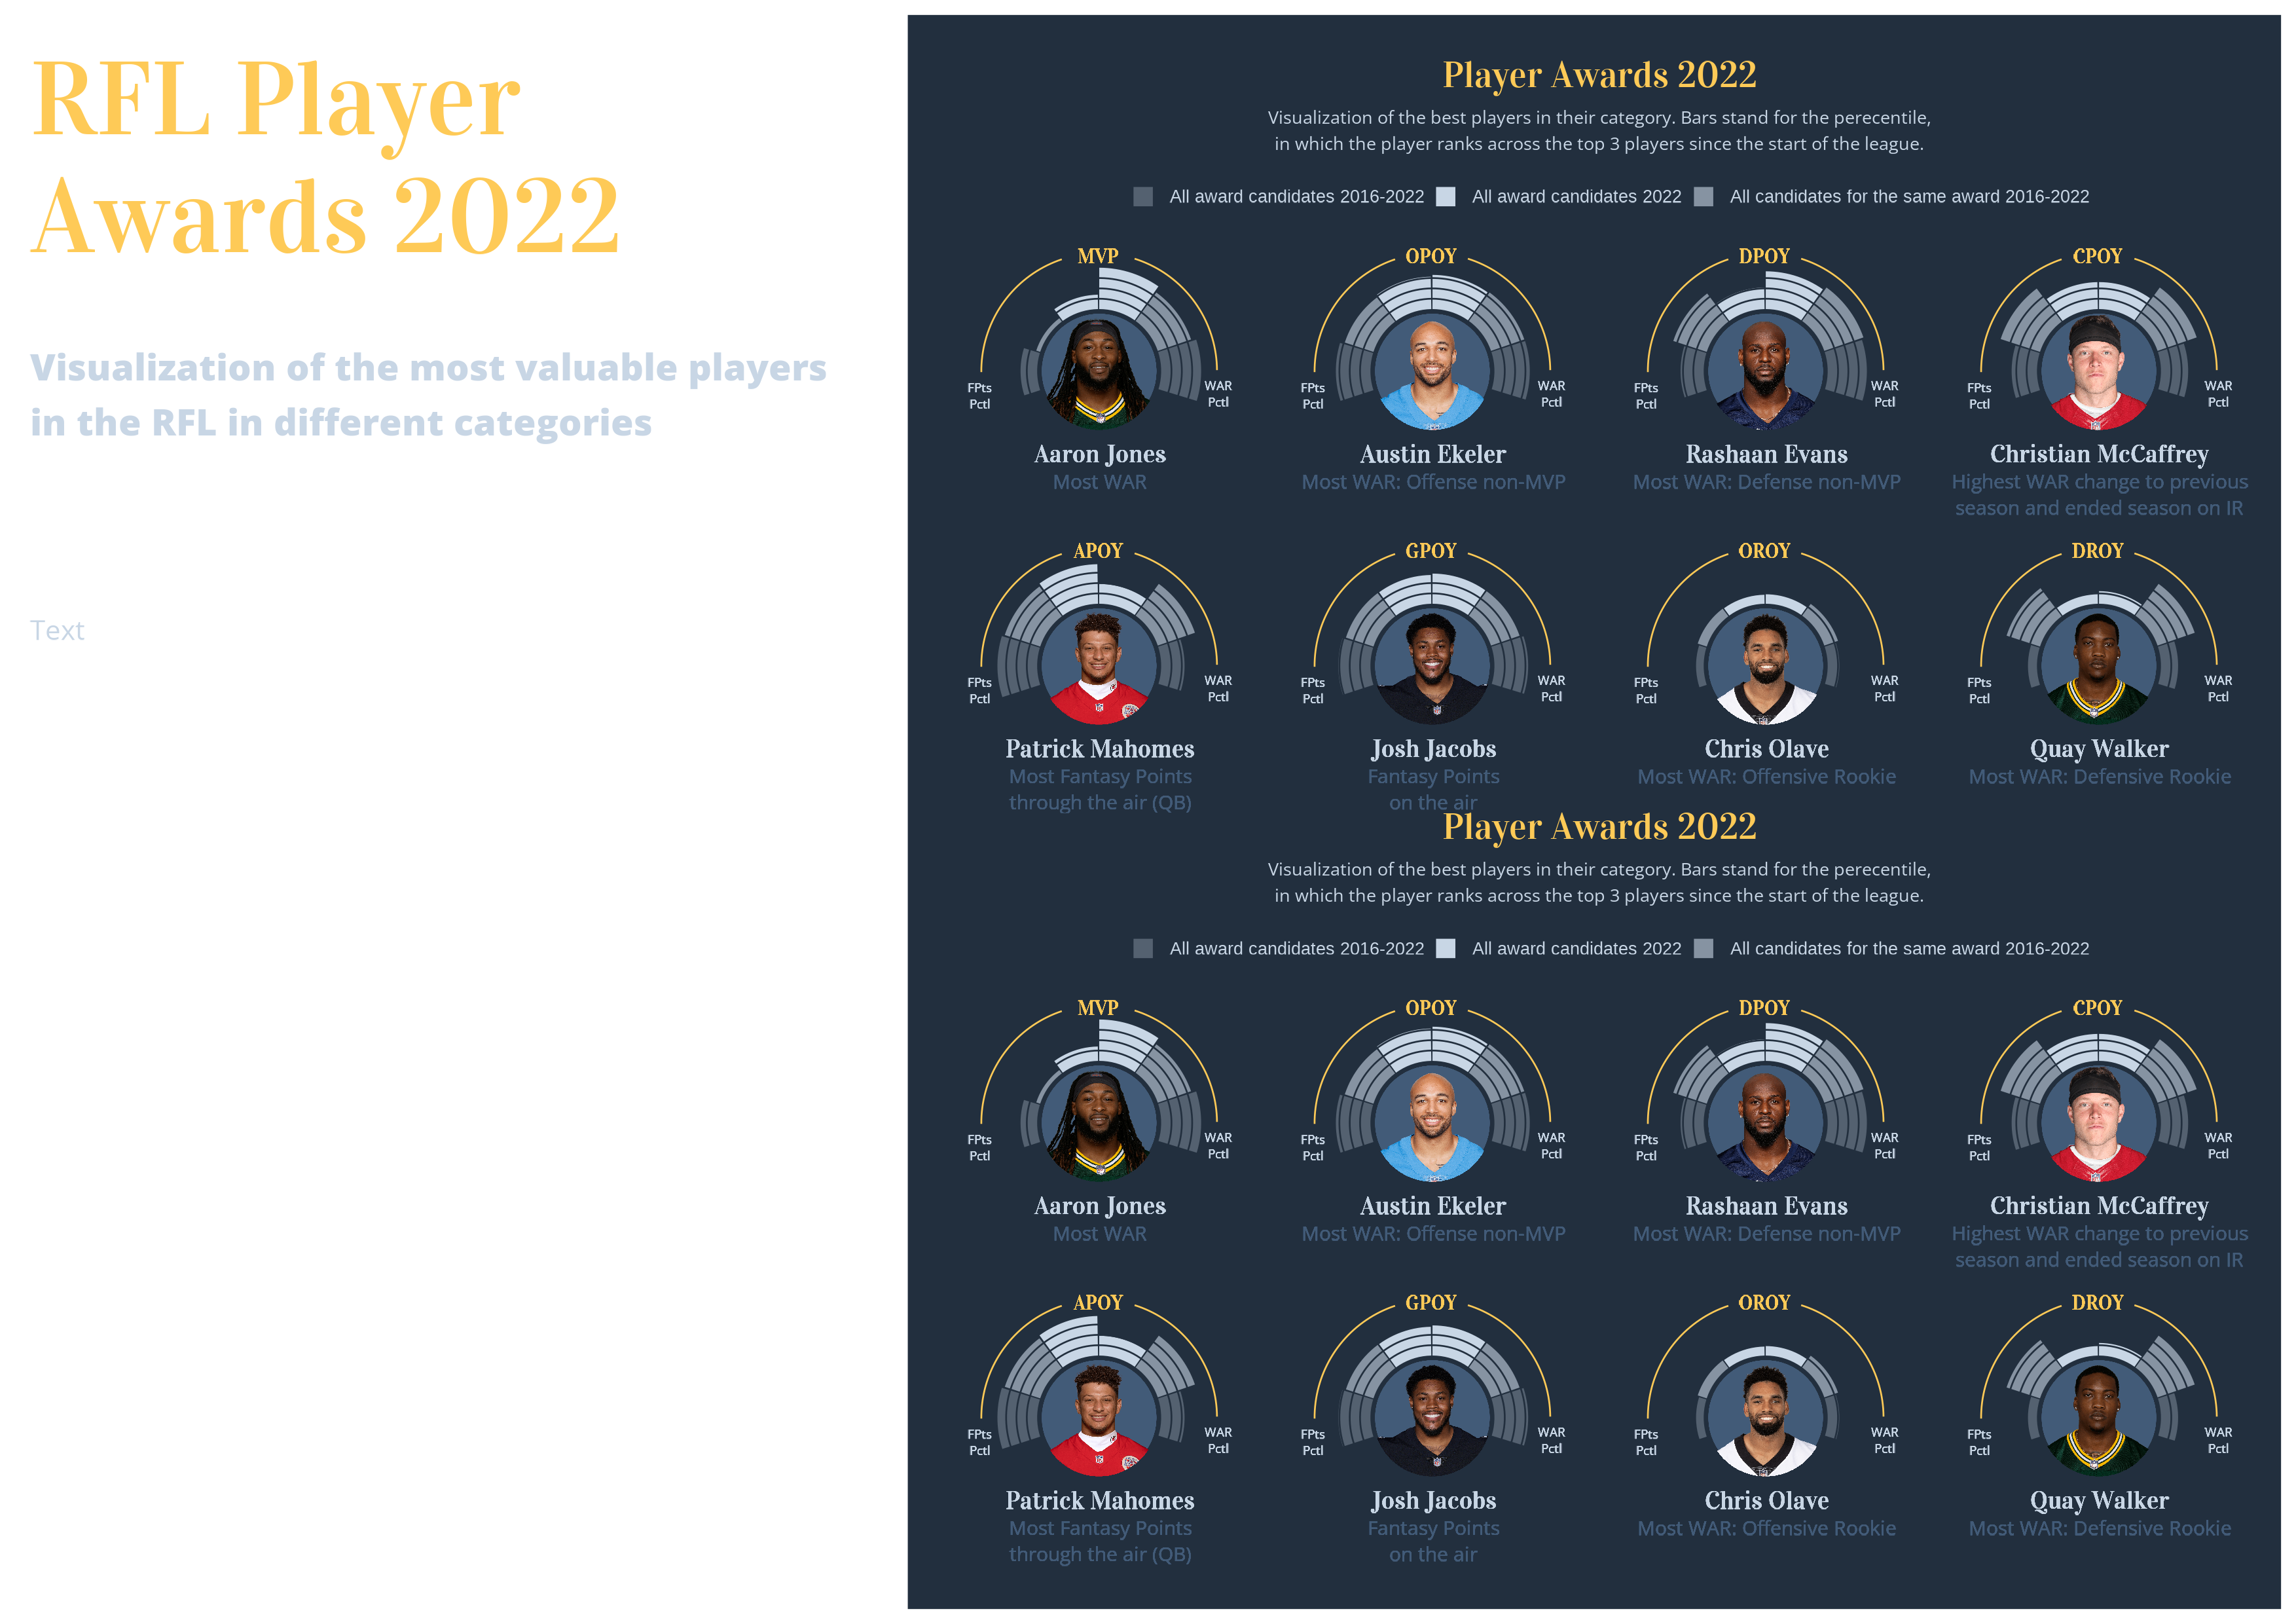 RFL Player
Awards 2022
Visualization of the most valuable players
in the RFL in different categories
Text
Player Awards 2022
Visualization of the best players in their category. Bars stand for the perecentile,
in which the player ranks across the top 3 players since the start of the league.
All award candidates 2016-2022 All award candidates 2022 All candidates for the same award 2016-2022
MVP OPOY DPOY CPOY
FPts WAR FPts WAR FPts WAR FPts WAR
Pctl Pctl Pctl Pctl Pctl Pctl Pctl Pctl
Aaron Jones Austin Ekeler Rashaan Evans Christian McCaffrey
Most WAR Most WAR: Offense non-MVP Most WAR: Defense non-MVP Highest WAR change to previous
season and ended season on IR
APOY GPOY OROY DROY
FPts WAR FPts WAR FPts WAR FPts WAR
Pctl Pctl Pctl Pctl Pctl Pctl Pctl Pctl
Patrick Mahomes Josh Jacobs Chris Olave Quay Walker
Most Fantasy Points Fantasy Points Most WAR: Offensive Rookie Most WAR: Defensive Rookie
through the air (QB) on the air
Player Awards 2022
Visualization of the best players in their category. Bars stand for the perecentile,
in which the player ranks across the top 3 players since the start of the league.
All award candidates 2016-2022 All award candidates 2022 All candidates for the same award 2016-2022
MVP OPOY DPOY CPOY
FPts WAR FPts WAR FPts WAR FPts WAR
Pctl Pctl Pctl Pctl Pctl Pctl Pctl Pctl
Aaron Jones Austin Ekeler Rashaan Evans Christian McCaffrey
Most WAR Most WAR: Offense non-MVP Most WAR: Defense non-MVP Highest WAR change to previous
season and ended season on IR
APOY GPOY OROY DROY
FPts WAR FPts WAR FPts WAR FPts WAR
Pctl Pctl Pctl Pctl Pctl Pctl Pctl Pctl
Patrick Mahomes Josh Jacobs Chris Olave Quay Walker
Most Fantasy Points Fantasy Points Most WAR: Offensive Rookie Most WAR: Defensive Rookie
through the air (QB) on the air